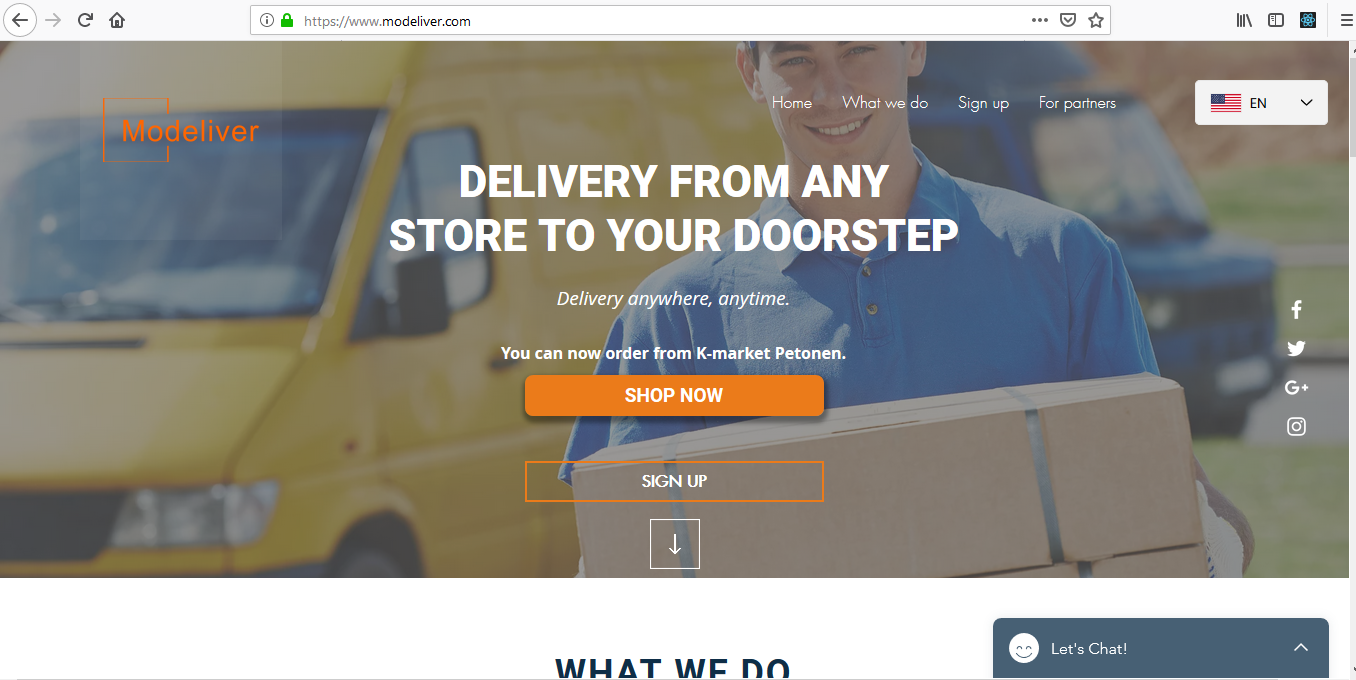 https://www.modeliver.com
Modeliver
Home What we do Sign up For partners
EN
DELIVERY FROM ANY
STORE TO YOUR DOORSTEP
Delivery anywhere, anytime.
You can now order from K-market Petonen.
SHOP NOW
SIGN UP
WHAT WE DO
Let's Chat!